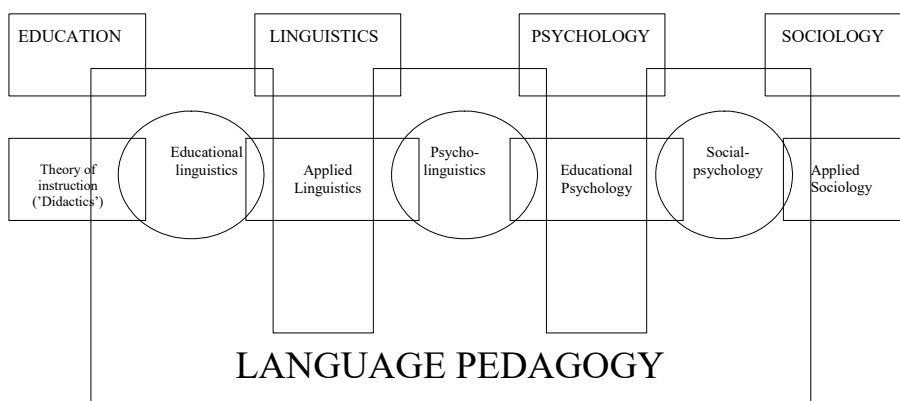 EDUCATION
LINGUISTICS
PSYCHOLOGY
SOCIOLOGY
Theory of
instruction
('Didactics')
Educational
linguistics
Applied
Linguistics
Psycho-
linguistics
Educational
Psychology
Social-
psychology
Applied
Sociology
LANGUAGE PEDAGOGY